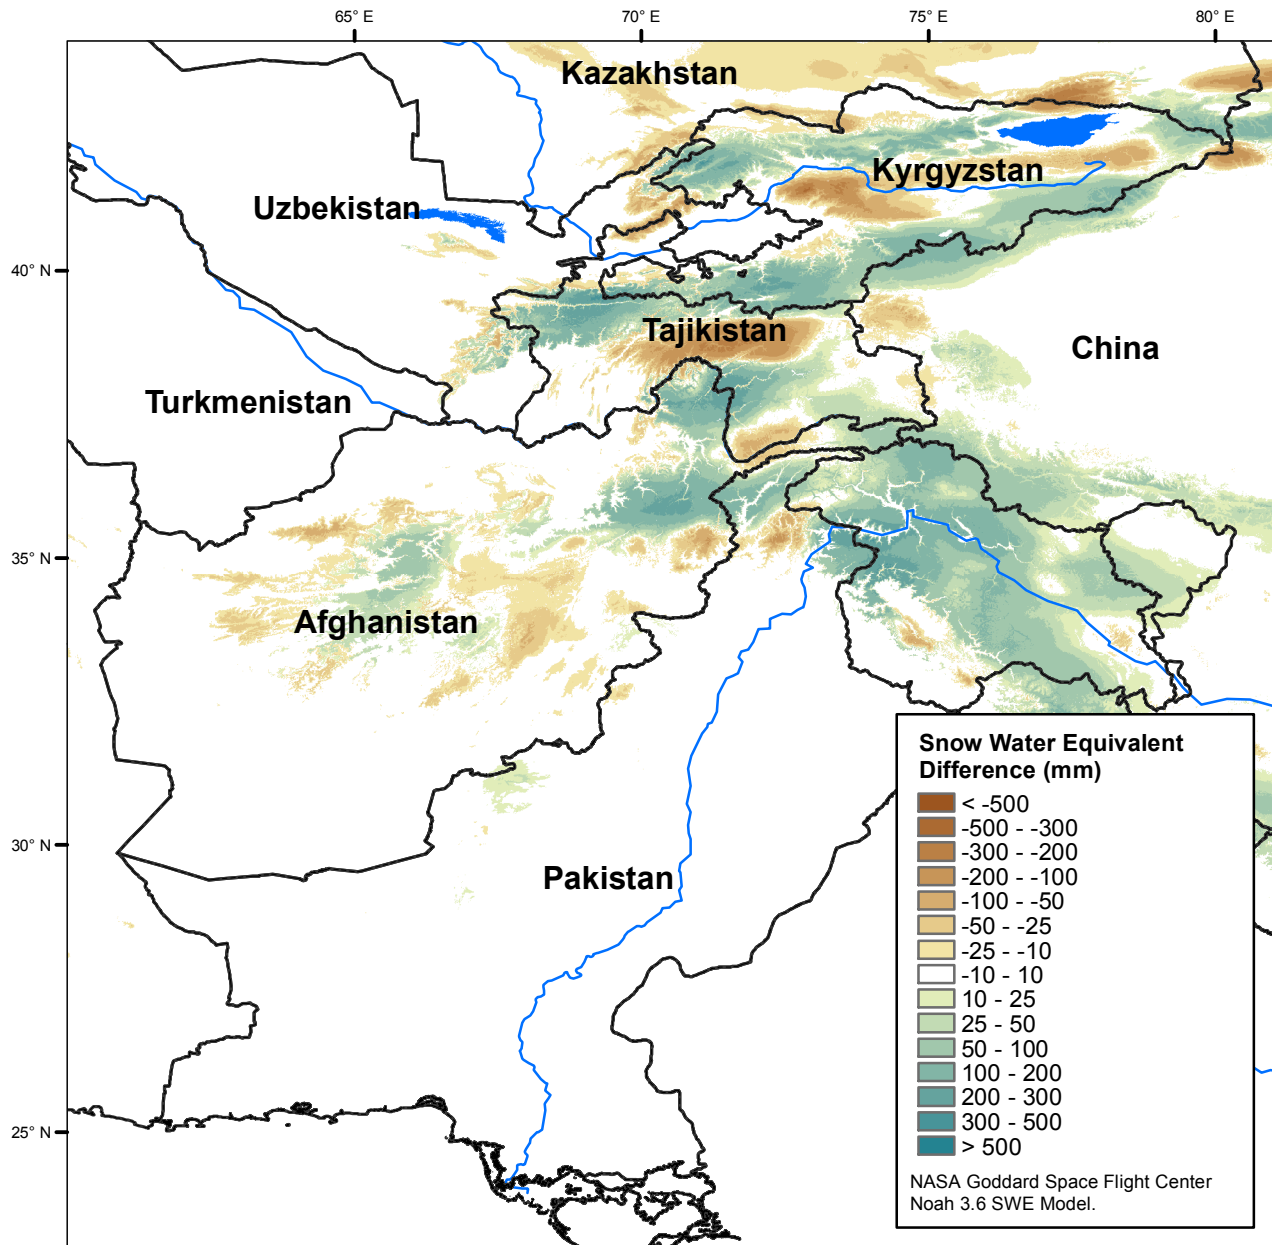 65° E 70° E 75° E 80° E
Kazakhstan
Kyrgyzstan
Uzbekistan
40° N
Tajikistan
China
Turkmenistan
35° N
Afghanistan
Snow Water Equivalent
Difference (mm)
< -500
-500 - -300
-300 - -200
-200 - -100
-100 - -50
-50 - -25
-25 - -10
-10 - 10
10 - 25
25 - 50
50 - 100
100 - 200
200 - 300
300 - 500
> 500
30° N
Pakistan
25° N
NASA Goddard Space Flight Center
Noah 3.6 SWE Model.